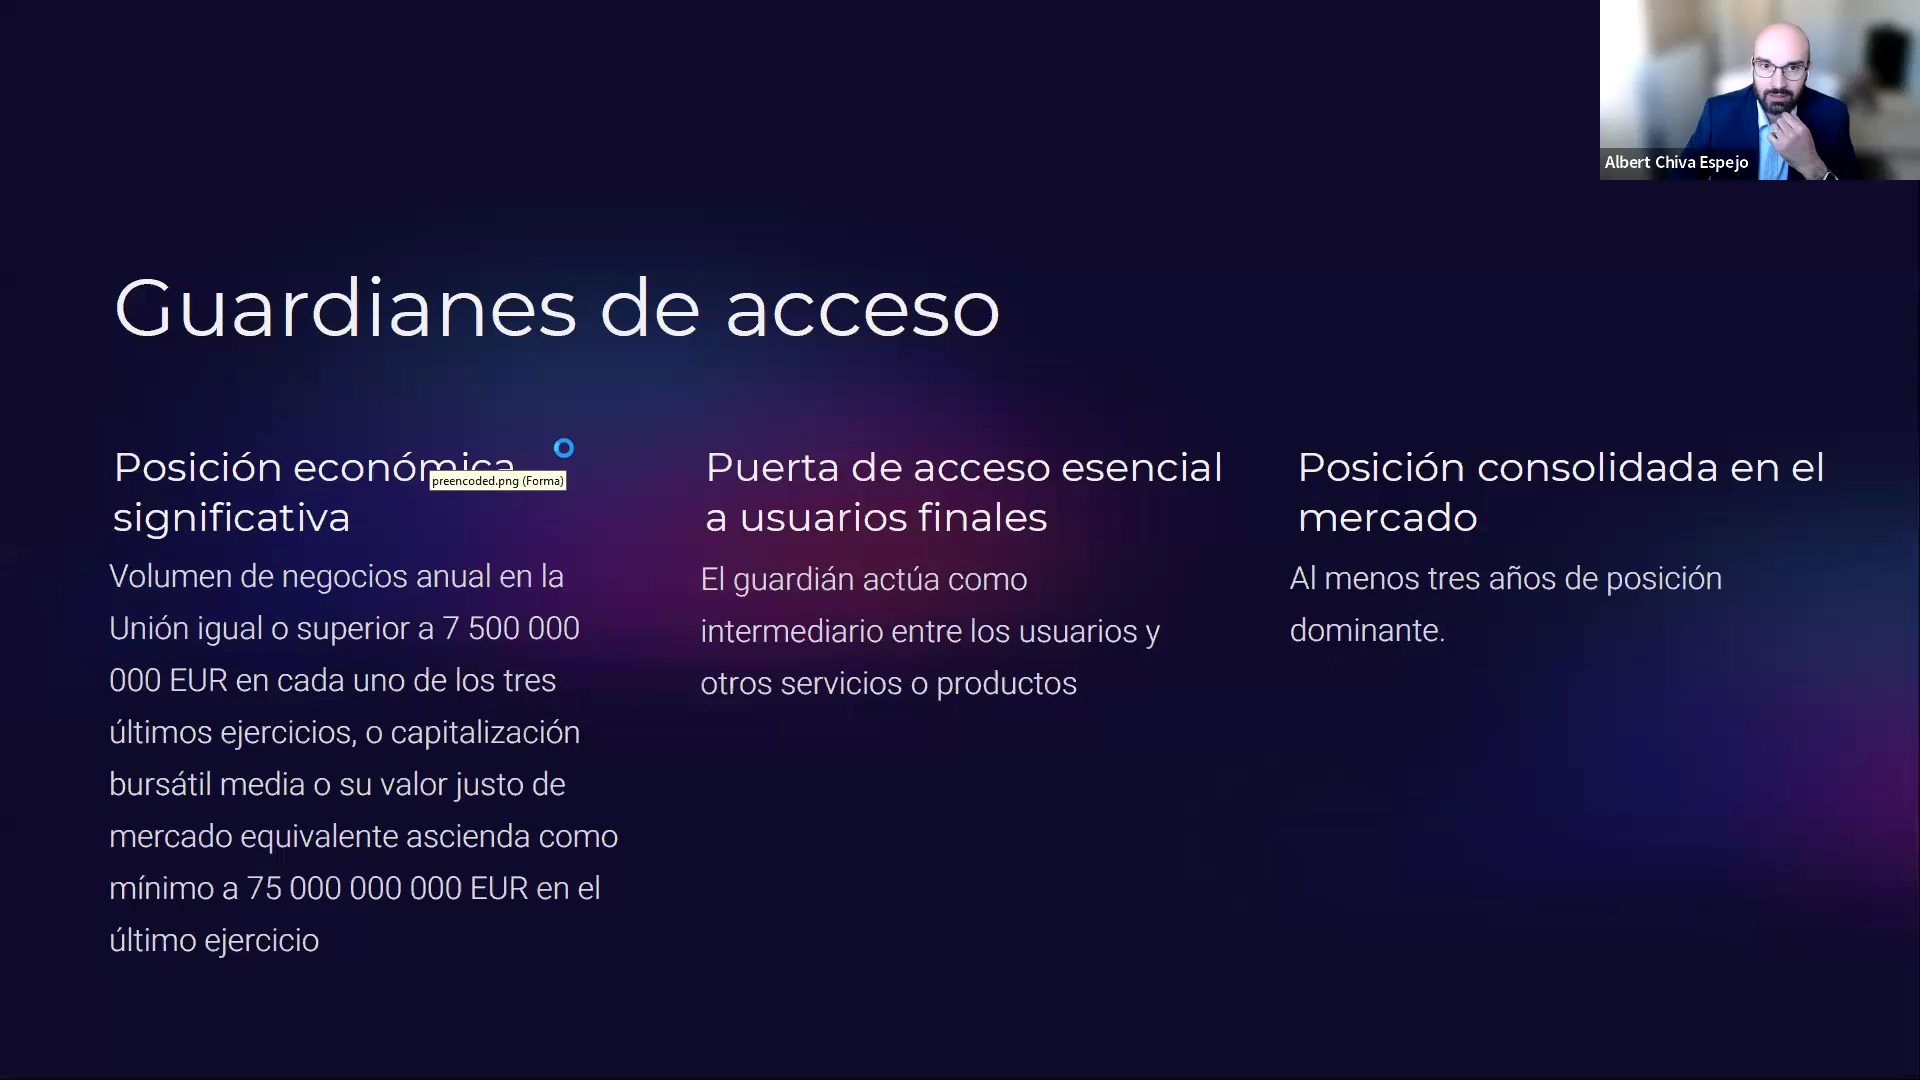 Albert Chiva Espejo
Guardianes de acceso
Posición económica
significativa
preencoded.png (Forma)
Volumen de negocios anual en la
Unión igual o superior a 7 500 000
000 EUR en cada uno de los tres
últimos ejercicios, o capitalización
bursátil media o su valor justo de
mercado equivalente ascienda como
mínimo a 75 000 000 000 EUR en el
último ejercicio
Puerta de acceso esencial
a usuarios finales
El guardián actúa como
intermediario entre los usuarios y
otros servicios o productos
Posición consolidada en el
mercado
Al menos tres años de posición
dominante.